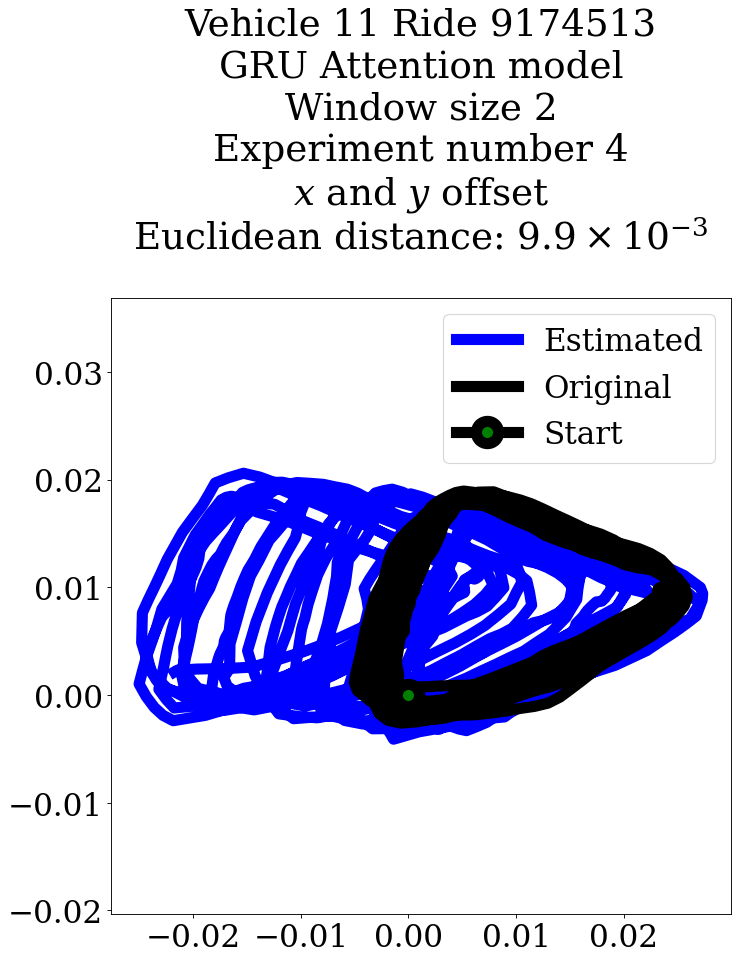 Vehicle 11 Ride 9174513
GRU Attention model
Window size 2
Experiment number 4
x and y offset
Euclidean distance: 9.9 × 10⁻³
Estimated
Original
Start
0.03
0.02
0.01
0.00
−0.01
−0.02
−0.02 −0.01 0.00 0.01 0.02